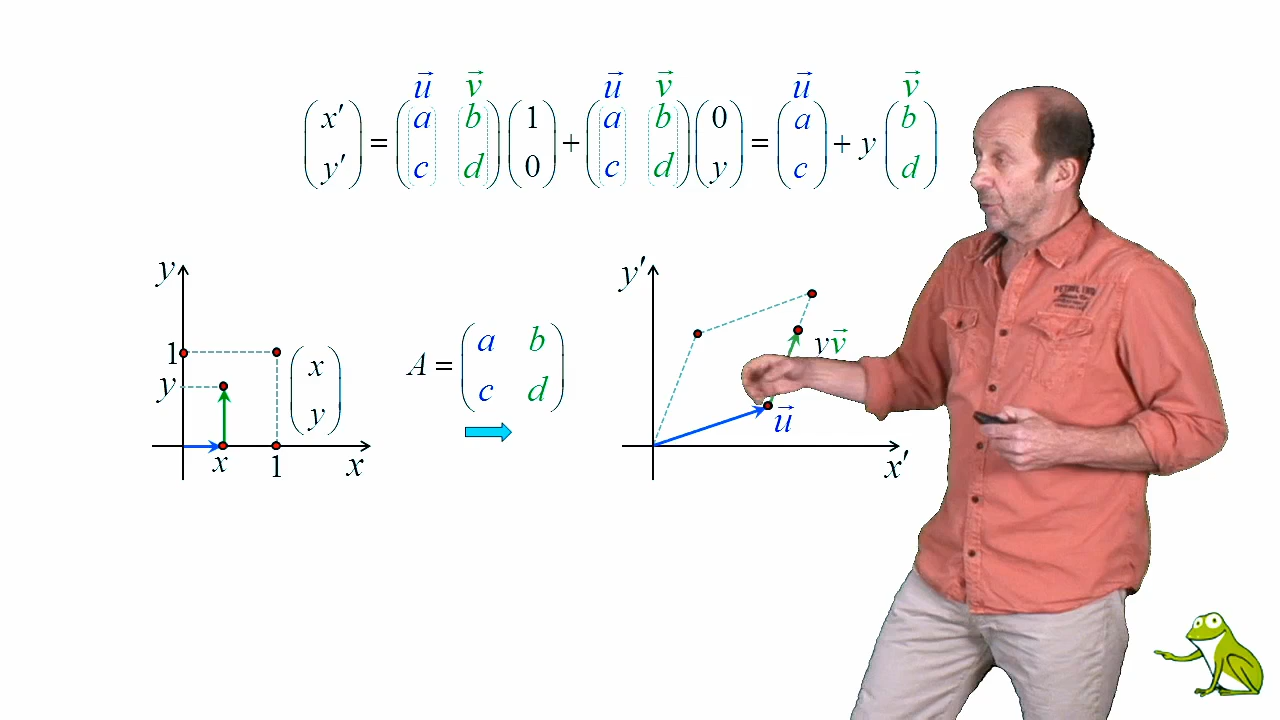 u⃗ v⃗ u⃗ v⃗ u⃗ v⃗
(x′ y′) = (a b c d)(1 0) + (a b c d)(0 y) = (a c) + y (b d)
y
1
y
x 1 x
(x y)
A = (a b c d)
y′
yv⃗
u⃗
x′